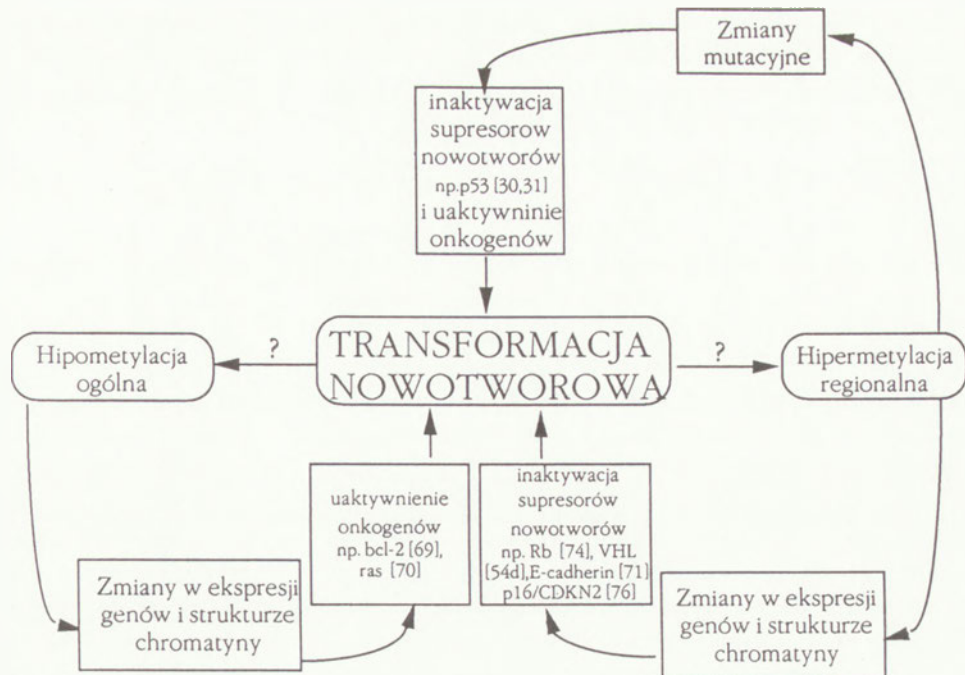 Zmiany
mutacyjne
inaktywacja
supresorow
nowotworów
np.p53 [30,31]
i uaktywninie
onkogenów
Hipometylacja
ogólna
?
TRANSFORMACJA
NOWOTWOROWA
?
Hipermetylacja
regionalna
uaktywnienie
onkogenów
np. bcl-2 [69],
ras [70]
inaktywacja
supresorów
nowotworów
np. Rb [74], VHL
[54d],E-cadherin [71]
p16/CDKN2 [76]
Zmiany w ekspresji
genów i strukturze
chromatyny
Zmiany w ekspresji
genów i strukturze
chromatyny